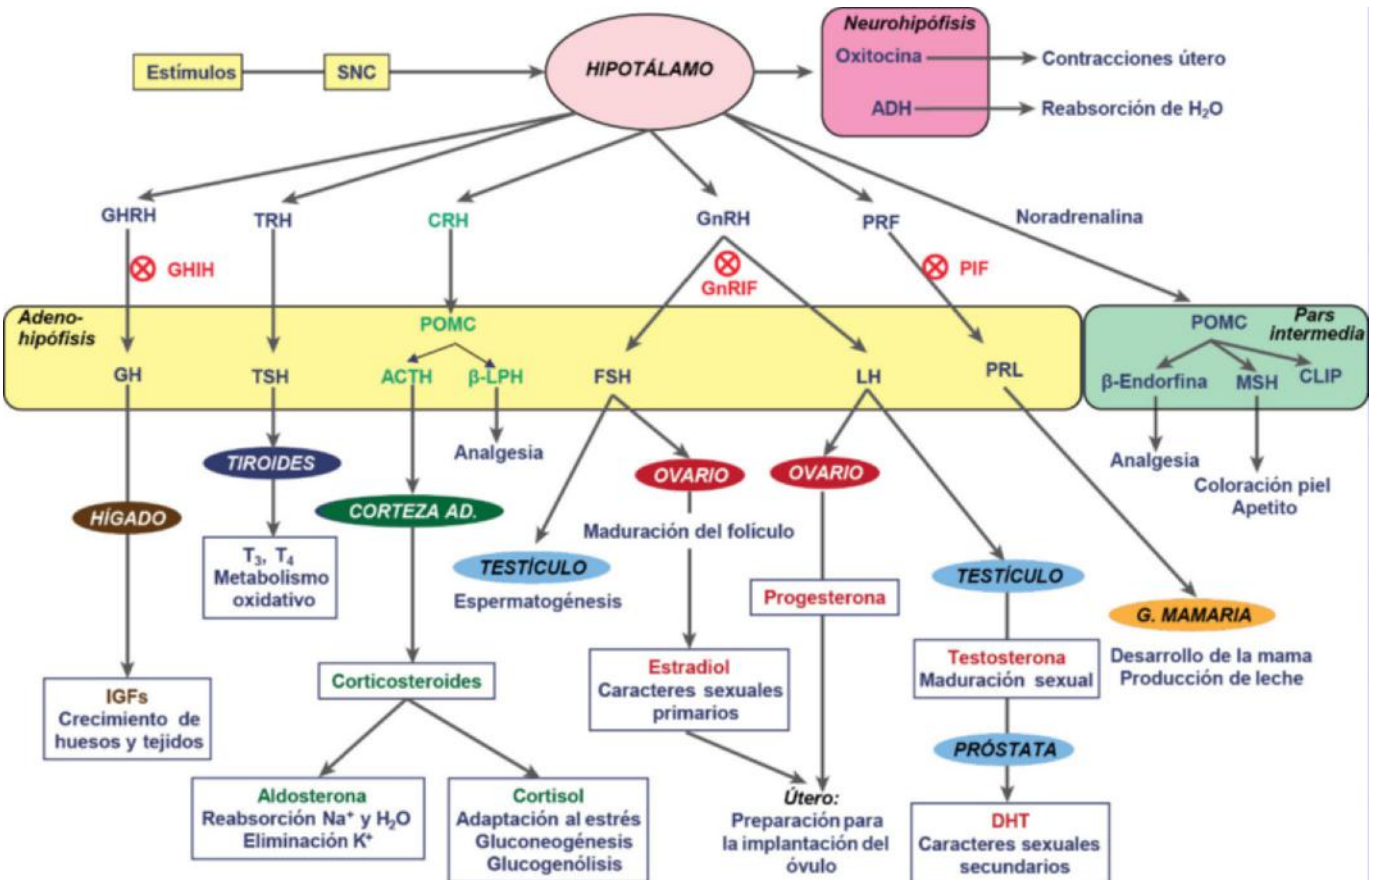 Neurohipófisis
Estímulos
SNC
HIPOTÁLAMO
Oxitocina
Contracciones útero
ADH
Reabsorción de H₂O
GHRH
TRH
CRH
GnRH
PRF
Noradrenalina
GHIH
GnRIF
PIF
Adeno-
hipófisis
POMC
POMC
Pars
intermedia
GH
TSH
ACTH
β-LPH
FSH
LH
PRL
β-Endorfina
MSH
CLIP
TIROIDES
Analgesia
OVARIO
OVARIO
Analgesia
Coloración piel
Apetito
HÍGADO
CORTEZA AD.
Maduración del folículo
T₃, T₄
Metabolismo
oxidativo
TESTÍCULO
Espermatogénesis
Progesterona
TESTÍCULO
G. MAMARIA
Desarrollo de la mama
Producción de leche
IGFs
Crecimiento de
huesos y tejidos
Corticosteroides
Estradiol
Caracteres sexuales
primarios
Testosterona
Maduración sexual
PRÓSTATA
Aldosterona
Reabsorción Na⁺ y H₂O
Eliminación K⁺
Cortisol
Adaptación al estrés
Gluconeogénesis
Glucogenólisis
Útero:
Preparación para
la implantación del
óvulo
DHT
Caracteres sexuales
secundarios